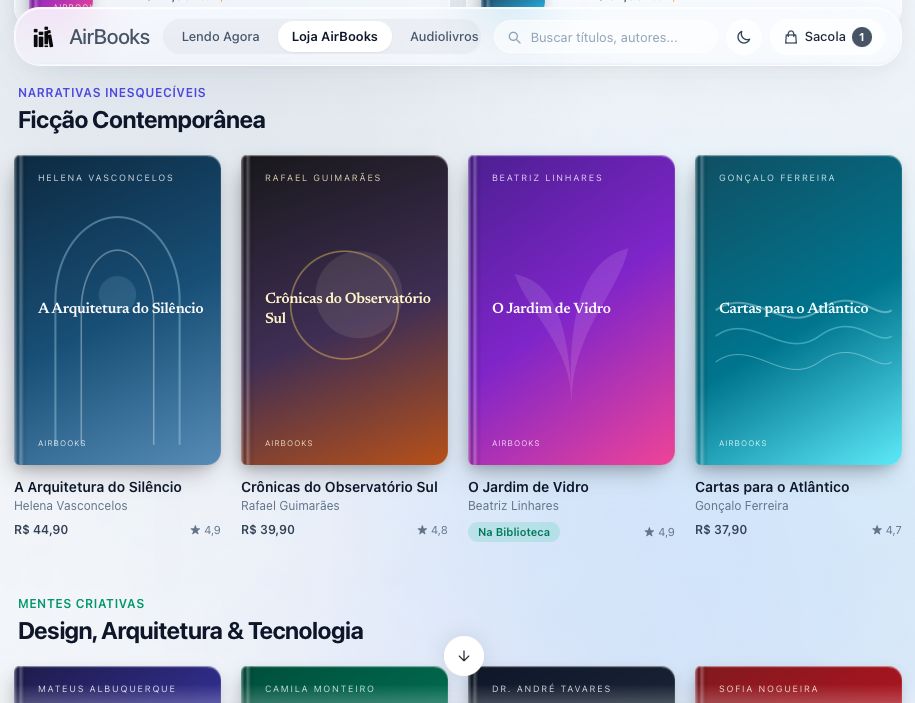 AirBooks
Lendo Agora
Loja AirBooks
Audiolivros
Buscar títulos, autores...
Sacola 1
NARRATIVAS INESQUECÍVEIS
Ficção Contemporânea
HELENA VASCONCELOS
A Arquitetura do Silêncio
AIRBOOKS
RAFAEL GUIMARÃES
Crônicas do Observatório
Sul
AIRBOOKS
BEATRIZ LINHARES
O Jardim de Vidro
AIRBOOKS
GONÇALO FERREIRA
Cartas para o Atlântico
AIRBOOKS
A Arquitetura do Silêncio
Helena Vasconcelos
R$ 44,90
4,9
Crônicas do Observatório Sul
Rafael Guimarães
R$ 39,90
4,8
O Jardim de Vidro
Beatriz Linhares
Na Biblioteca
4,9
Cartas para o Atlântico
Gonçalo Ferreira
R$ 37,90
4,7
MENTES CRIATIVAS
Design, Arquitetura & Tecnologia
MATEUS ALBUQUERQUE
CAMILA MONTEIRO
DR. ANDRÉ TAVARES
SOFIA NOGUEIRA